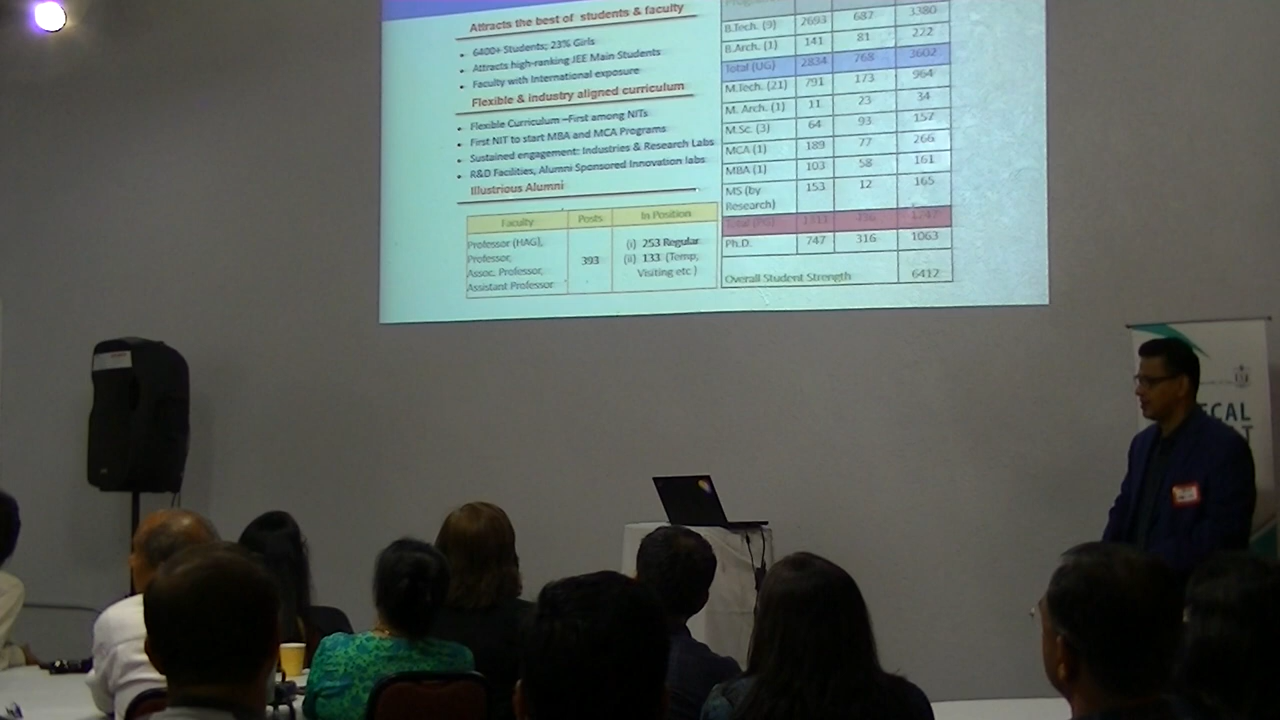 Attracts the best of students & faculty
• 6400+ Students; 23% Girls
• Attracts high-ranking JEE Main Students
• Faculty with International exposure
Flexible & industry aligned curriculum
• Flexible Curriculum –First among NITs
• First NIT to start MBA and MCA Programs
• Sustained engagement: Industries & Research Labs
• R&D Facilities, Alumni Sponsored Innovation labs
Illustrious Alumni
Faculty Posts In Position
Professor (HAG),
Professor,
Assoc. Professor,
Assistant Professor
393
(i) 253 Regular
(ii) 133 (Temp,
Visiting etc)
B.Tech. (9) 2693 687 3380
B.Arch. (1) 141 81 222
Total (UG) 2834 768 3602
M.Tech. (21) 791 173 964
M. Arch. (1) 11 23 34
M.Sc. (3) 64 93 157
MCA (1) 189 77 266
MBA (1) 103 58 161
MS (by
Research) 153 12 165
Total (PG)
Ph.D. 747 316 1063
Overall Student Strength 6412